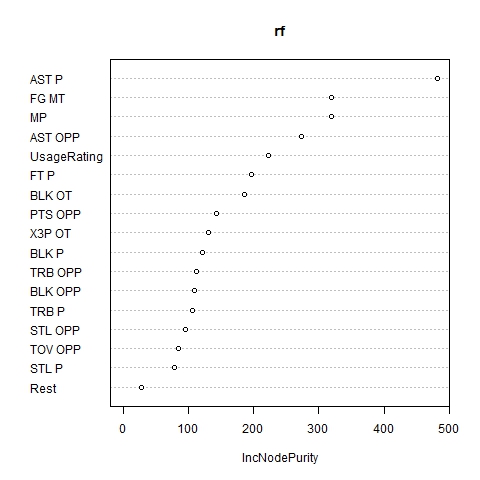 rf
AST P
FG MT
MP
AST OPP
UsageRating
FT P
BLK OT
PTS OPP
X3P OT
BLK P
TRB OPP
BLK OPP
TRB P
STL OPP
TOV OPP
STL P
Rest
0 100 200 300 400 500
IncNodePurity